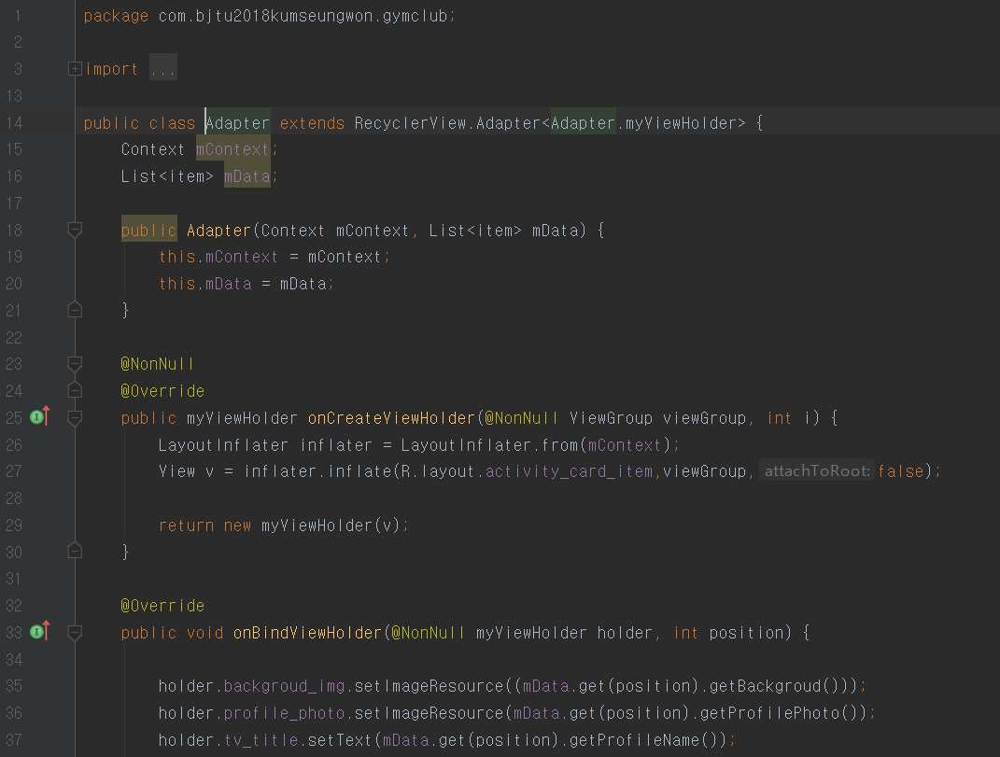 1 package com.bjtu2018kumseungwon.gymclub;
2
3 import ...
13
14 public class Adapter extends RecyclerView.Adapter<Adapter.myViewHolder> {
15 Context mContext;
16 List<item> mData;
17
18 public Adapter(Context mContext, List<item> mData) {
19 this.mContext = mContext;
20 this.mData = mData;
21 }
22
23 @NonNull
24 @Override
25 public myViewHolder onCreateViewHolder(@NonNull ViewGroup viewGroup, int i) {
26 LayoutInflater inflater = LayoutInflater.from(mContext);
27 View v = inflater.inflate(R.layout.activity_card_item,viewGroup, attachToRoot: false);
28
29 return new myViewHolder(v);
30 }
31
32 @Override
33 public void onBindViewHolder(@NonNull myViewHolder holder, int position) {
34
35 holder.backgroud_img.setImageResource((mData.get(position).getBackgroud()));
36 holder.profile_photo.setImageResource(mData.get(position).getProfilePhoto());
37 holder.tv_title.setText(mData.get(position).getProfileName());